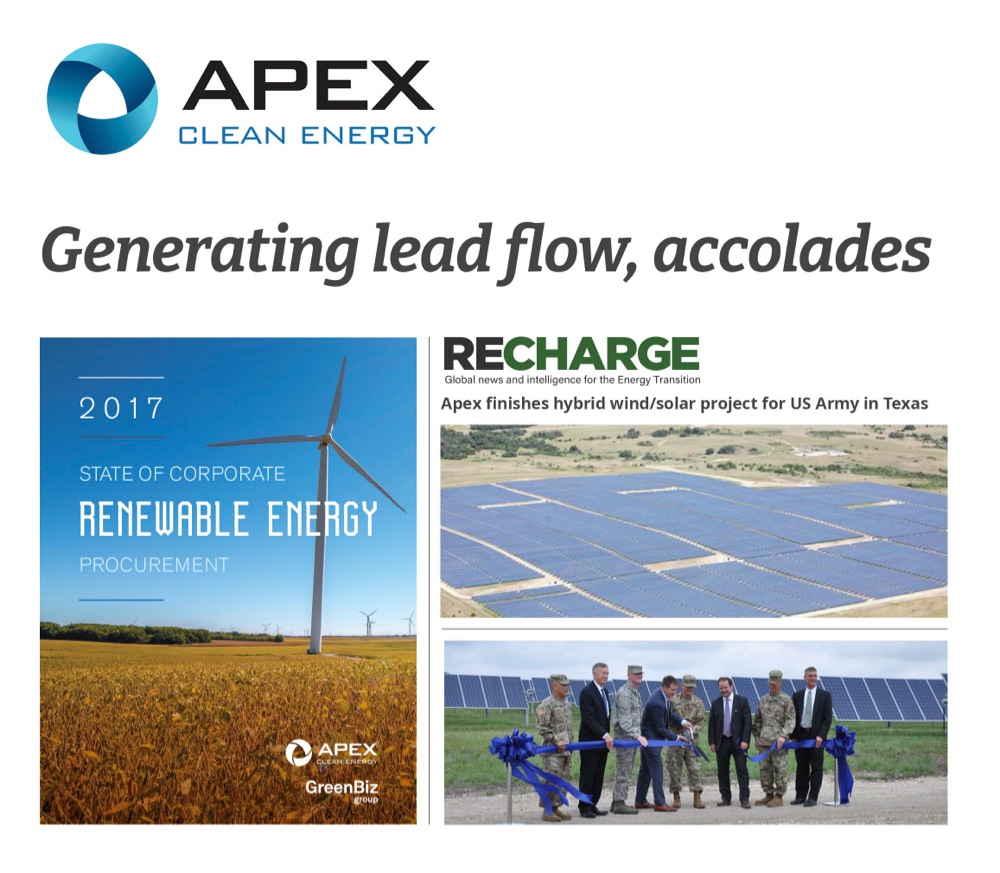 APEX
CLEAN ENERGY
Generating lead flow, accolades
2017
STATE OF CORPORATE
RENEWABLE ENERGY
PROCUREMENT
APEX
CLEAN ENERGY
GreenBiz
group
RECHARGE
Global news and intelligence for the Energy Transition
Apex finishes hybrid wind/solar project for US Army in Texas